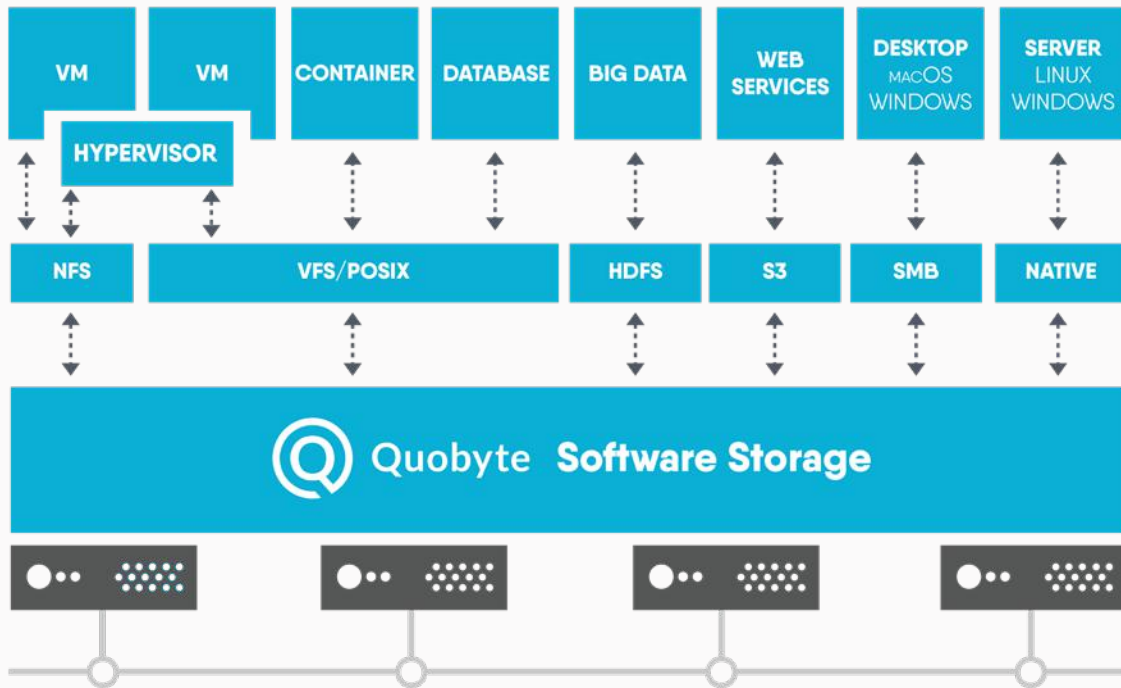 VM
VM
CONTAINER
DATABASE
BIG DATA
WEB
SERVICES
DESKTOP
MACOS
WINDOWS
SERVER
LINUX
WINDOWS
HYPERVISOR
NFS
VFS/POSIX
HDFS
S3
SMB
NATIVE
Quobyte Software Storage